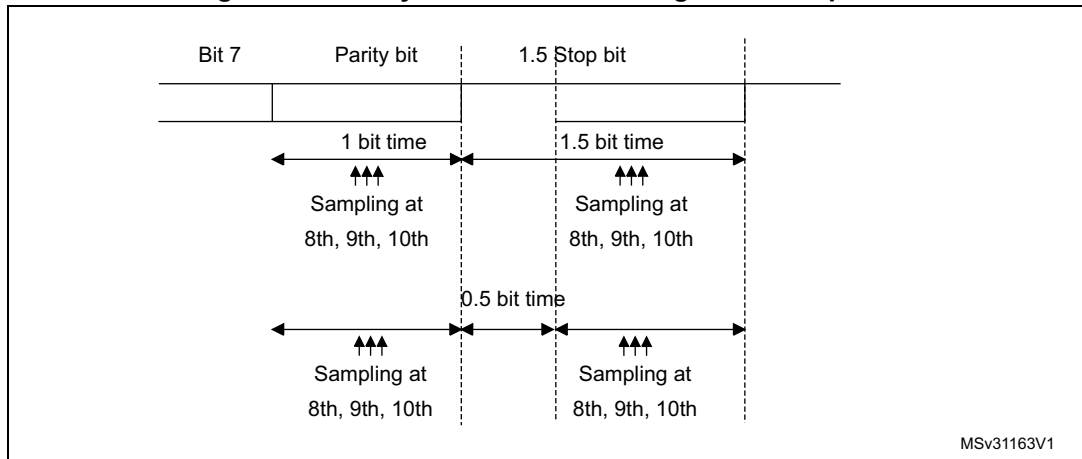 Bit 7 Parity bit 1.5 Stop bit
1 bit time 1.5 bit time
Sampling at Sampling at
8th, 9th, 10th 8th, 9th, 10th
0.5 bit time
Sampling at Sampling at
8th, 9th, 10th 8th, 9th, 10th
MSv31163V1